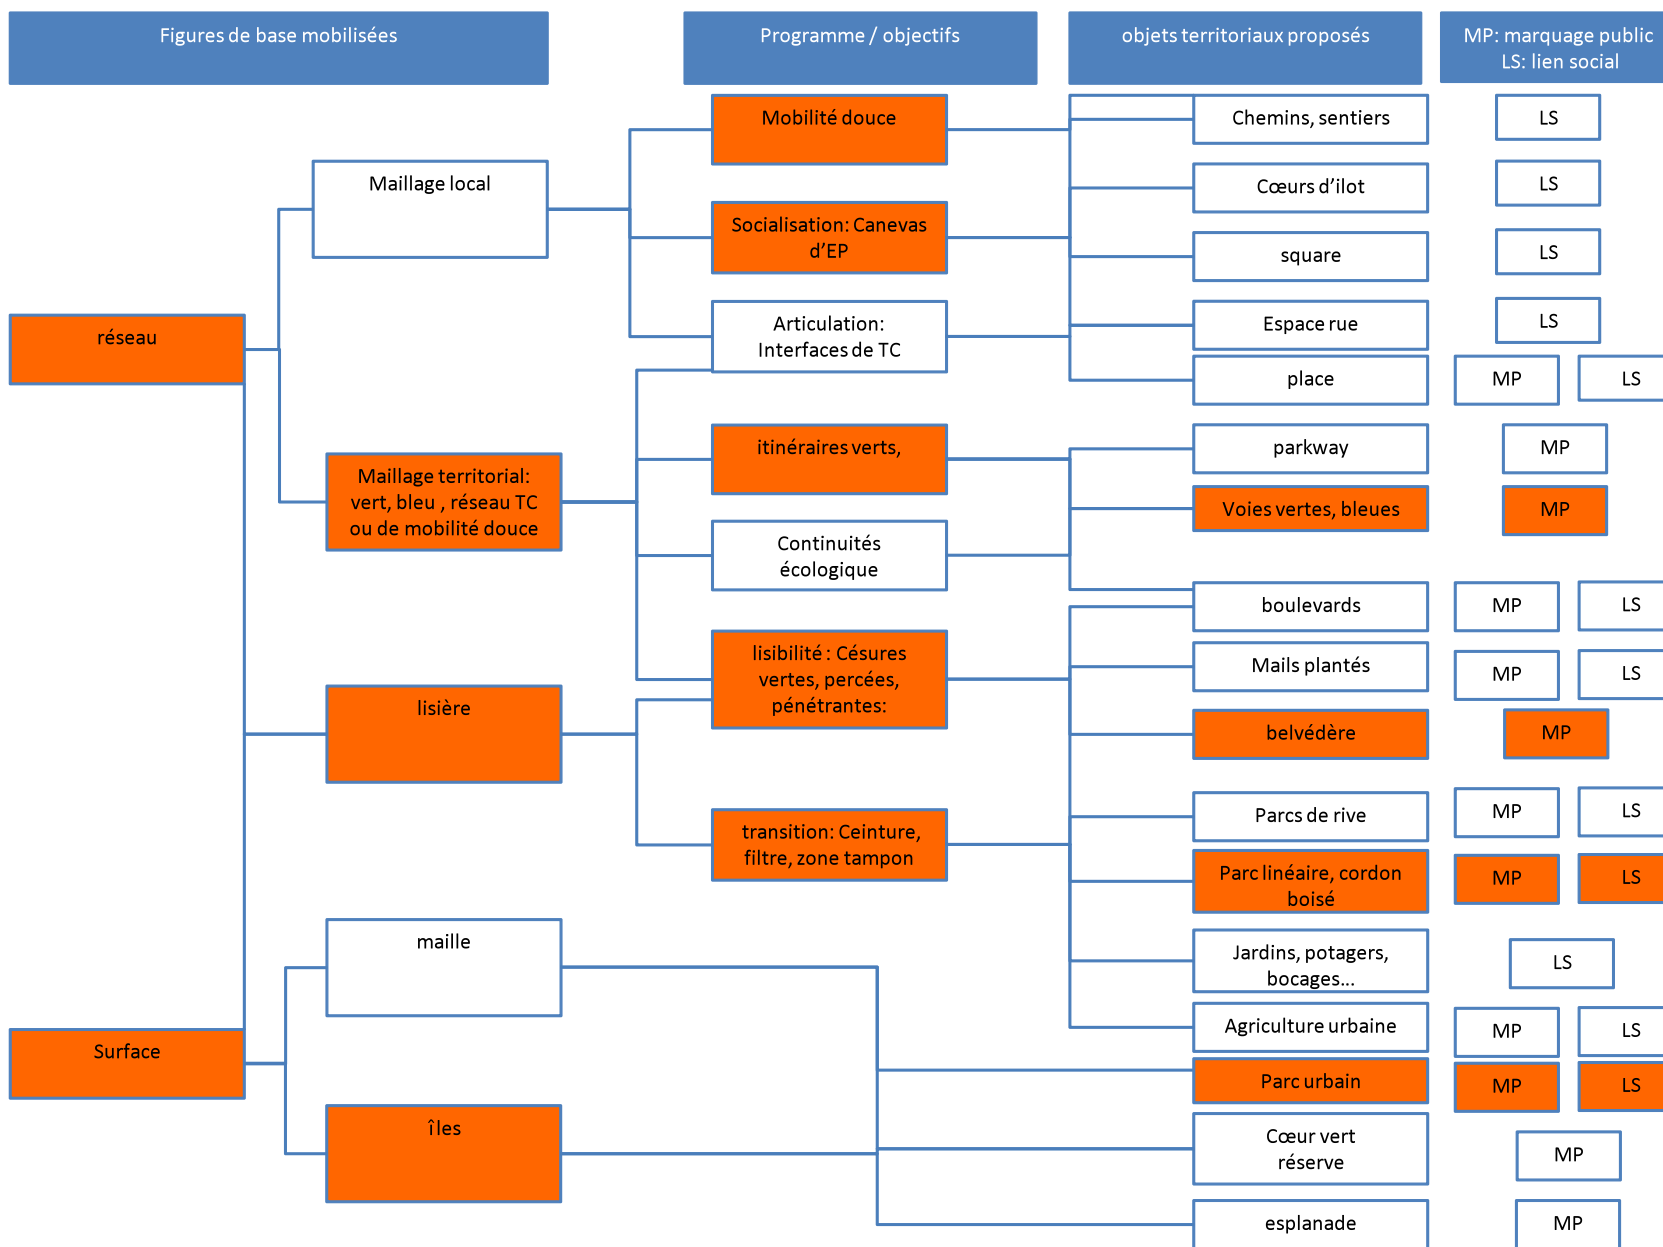 Figures de base mobilisées
Programme / objectifs
objets territoriaux proposés
MP: marquage public
LS: lien social
Mobilité douce
Chemins, sentiers
LS
Maillage local
Cœurs d'ilot
LS
Socialisation: Canevas
d'EP
square
LS
réseau
Articulation:
Interfaces de TC
Espace rue
LS
place
MP
LS
itinéraires verts,
parkway
MP
Maillage territorial:
vert, bleu , réseau TC
ou de mobilité douce
Voies vertes, bleues
MP
Continuités
écologique
boulevards
MP
LS
lisibilité : Césures
vertes, percées,
pénétrantes:
Mails plantés
MP
LS
lisière
belvédère
MP
transition: Ceinture,
filtre, zone tampon
Parcs de rive
MP
LS
Parc linéaire, cordon
boisé
MP
LS
maille
Jardins, potagers,
bocages...
LS
Surface
Agriculture urbaine
MP
LS
Parc urbain
MP
LS
îles
Cœur vert
réserve
MP
esplanade
MP